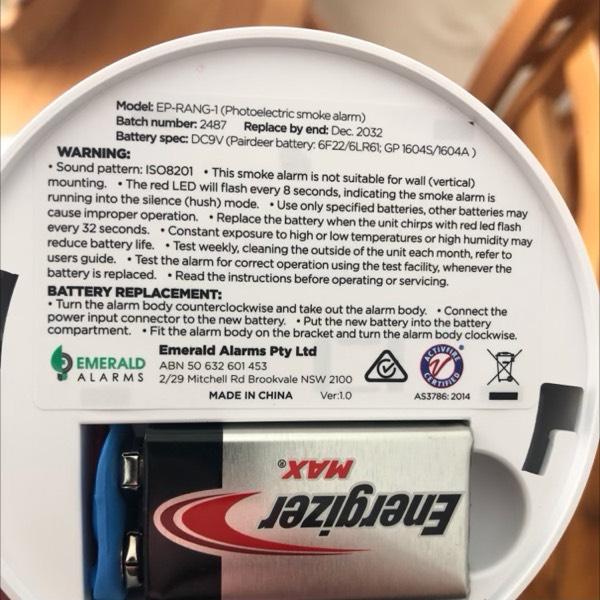 Model: EP-RANG-1 (Photoelectric smoke alarm)
Batch number: 2487 Replace by end: Dec. 2032
Battery spec: DC9V (Pairdeer battery: 6F22/6LR61; GP 1604S/1604A )
WARNING:
• Sound pattern: ISO8201 • This smoke alarm is not suitable for wall (vertical)
mounting. • The red LED will flash every 8 seconds, indicating the smoke alarm is
running into the silence (hush) mode. • Use only specified batteries, other batteries may
cause improper operation. • Replace the battery when the unit chirps with red led flash
every 32 seconds. • Constant exposure to high or low temperatures or high humidity may
reduce battery life. • Test weekly, cleaning the outside of the unit each month, refer to
users guide. • Test the alarm for correct operation using the test facility, whenever the
battery is replaced. • Read the instructions before operating or servicing.
BATTERY REPLACEMENT:
• Turn the alarm body counterclockwise and take out the alarm body. • Connect the
power input connector to the new battery. • Put the new battery into the battery
compartment. • Fit the alarm body on the bracket and turn the alarm body clockwise.
EMERALD
ALARMS
Emerald Alarms Pty Ltd
ABN 50 632 601 453
2/29 Mitchell Rd Brookvale NSW 2100
MADE IN CHINA Ver:1.0
ACTIVFIRE
CERTIFIED
AS3786: 2014
Energizer
MAX®